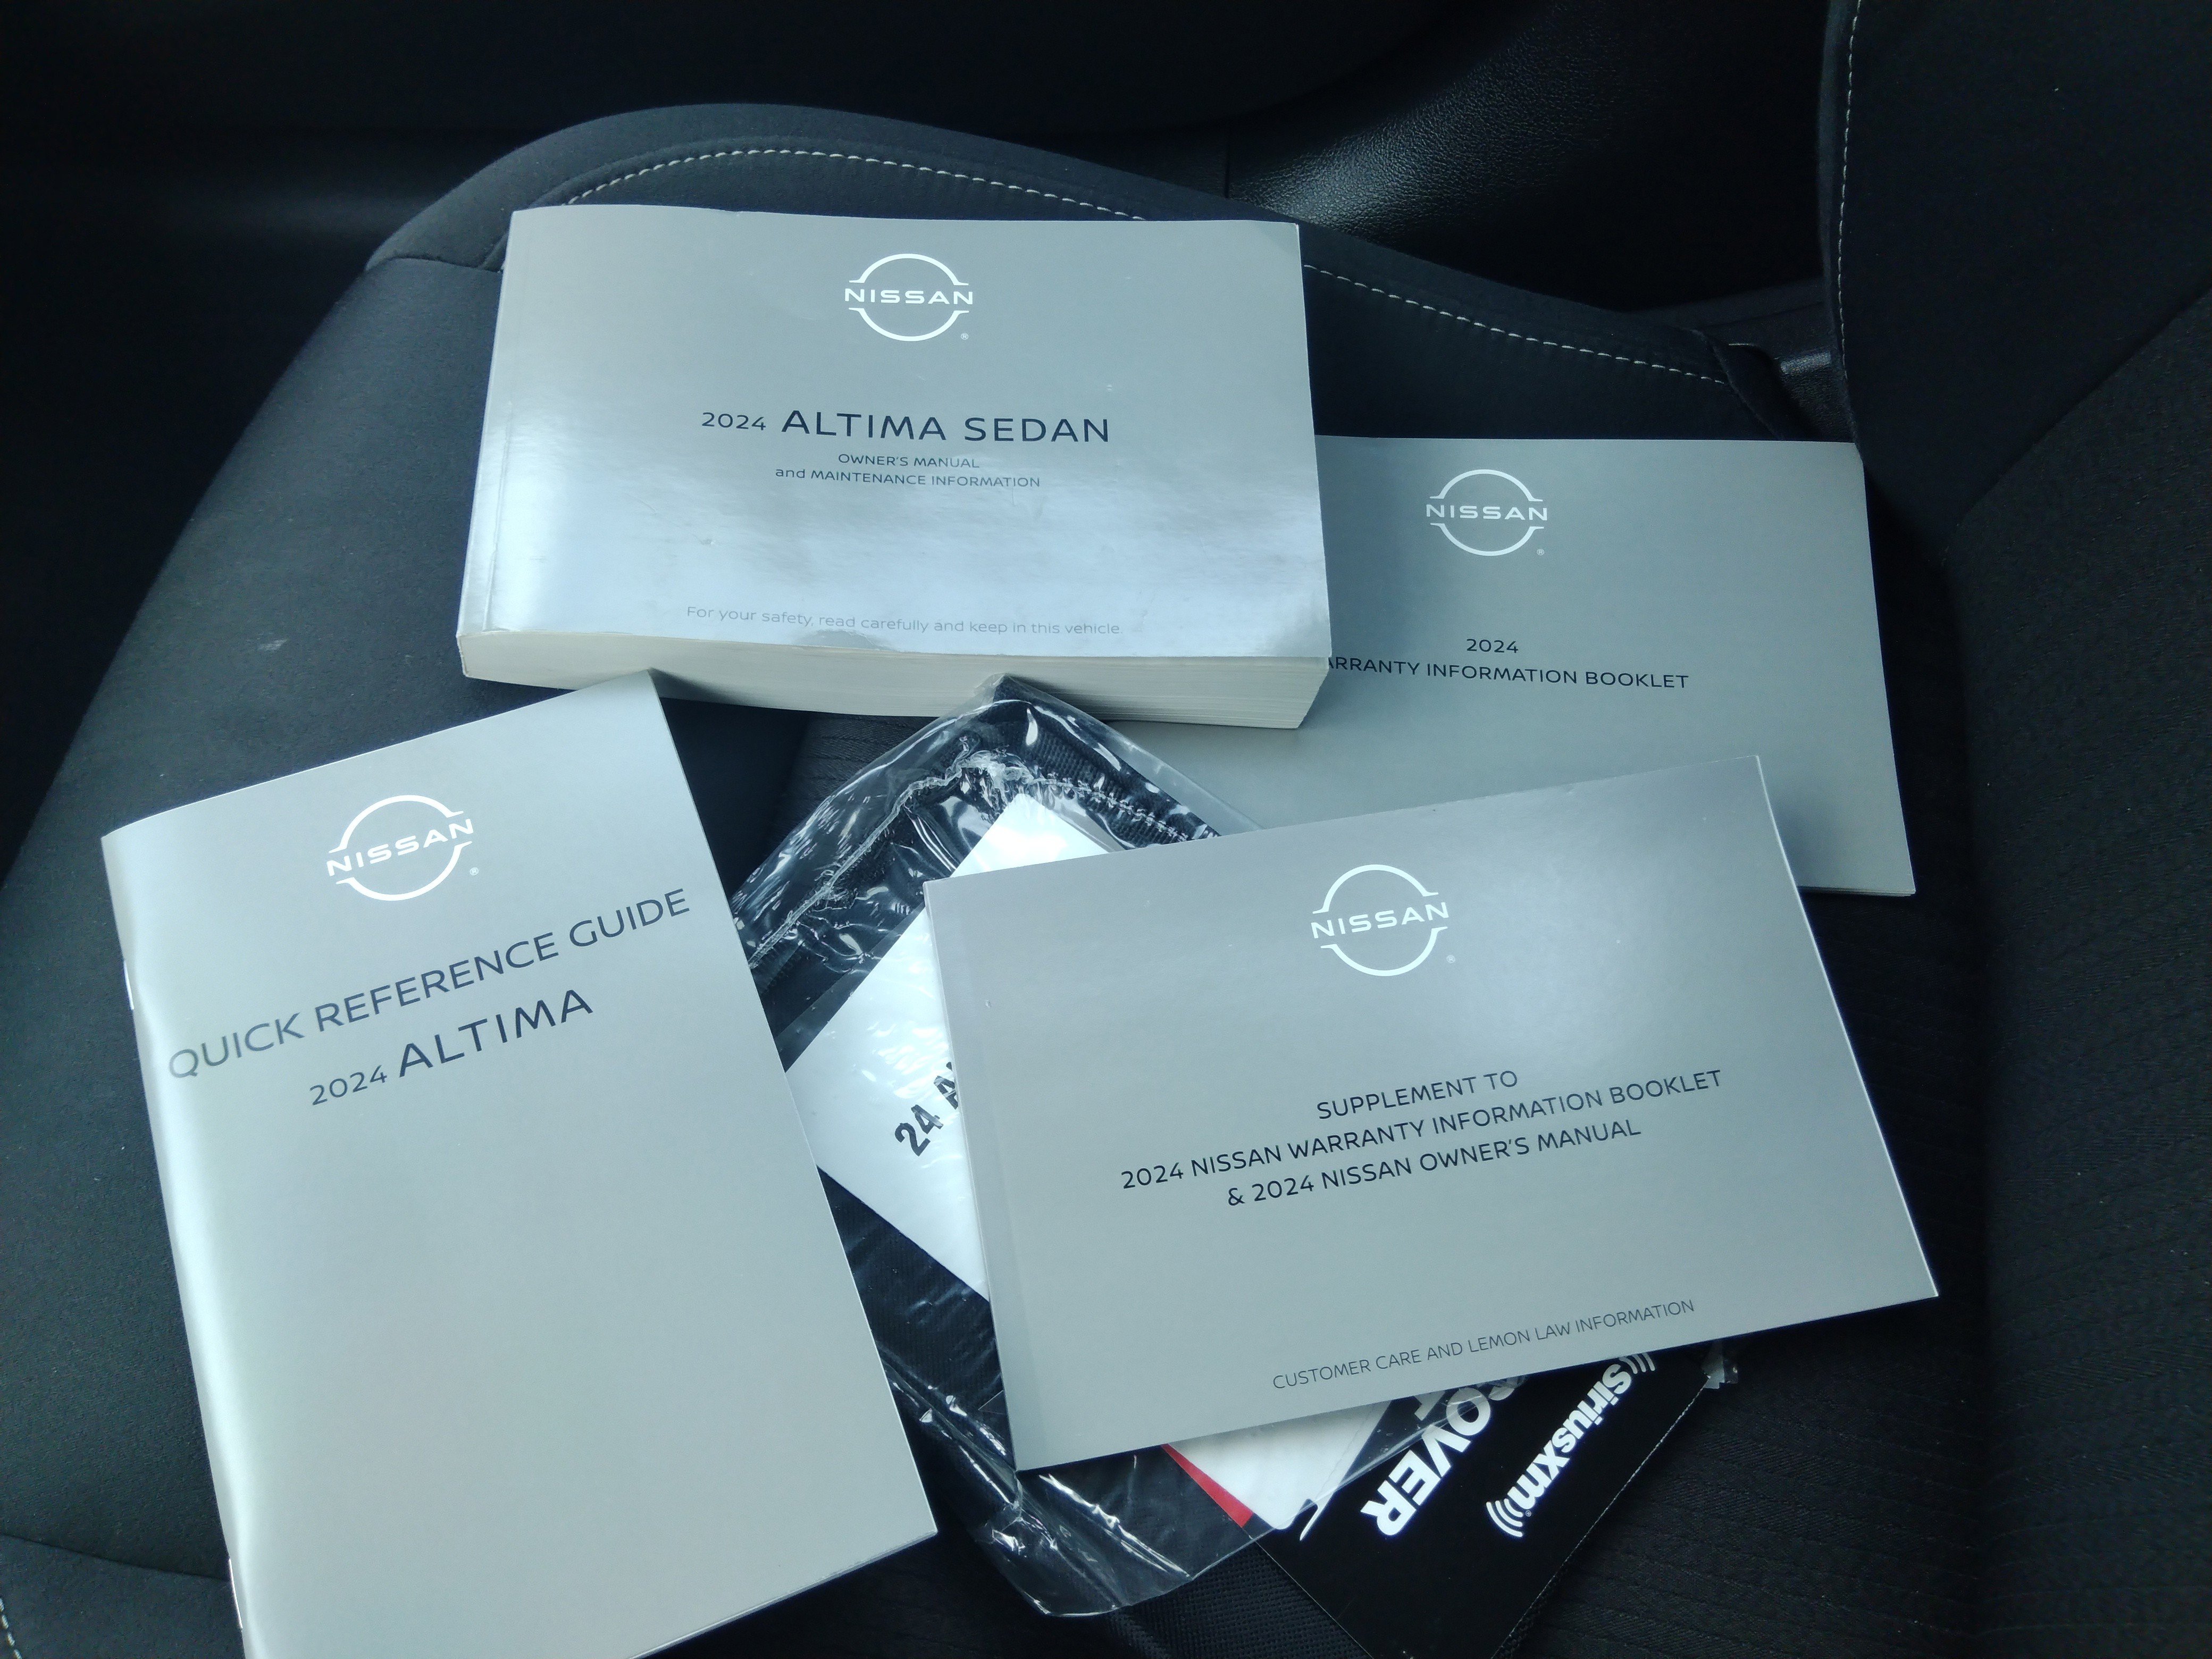 NISSAN
2024 ALTIMA SEDAN
OWNER'S MANUAL
and MAINTENANCE INFORMATION
For your safety, read carefully and keep in this vehicle.
NISSAN
2024
INFORMATION BOOKLET
NISSAN
QUICK REFERENCE GUIDE
2024 ALTIMA
24
NISSAN
SUPPLEMENT TO
2024 NISSAN WARRANTY INFORMATION BOOKLET
& 2024 NISSAN OWNER'S MANUAL
CUSTOMER CARE AND LEMON LAW INFORMATION
SiriusXM